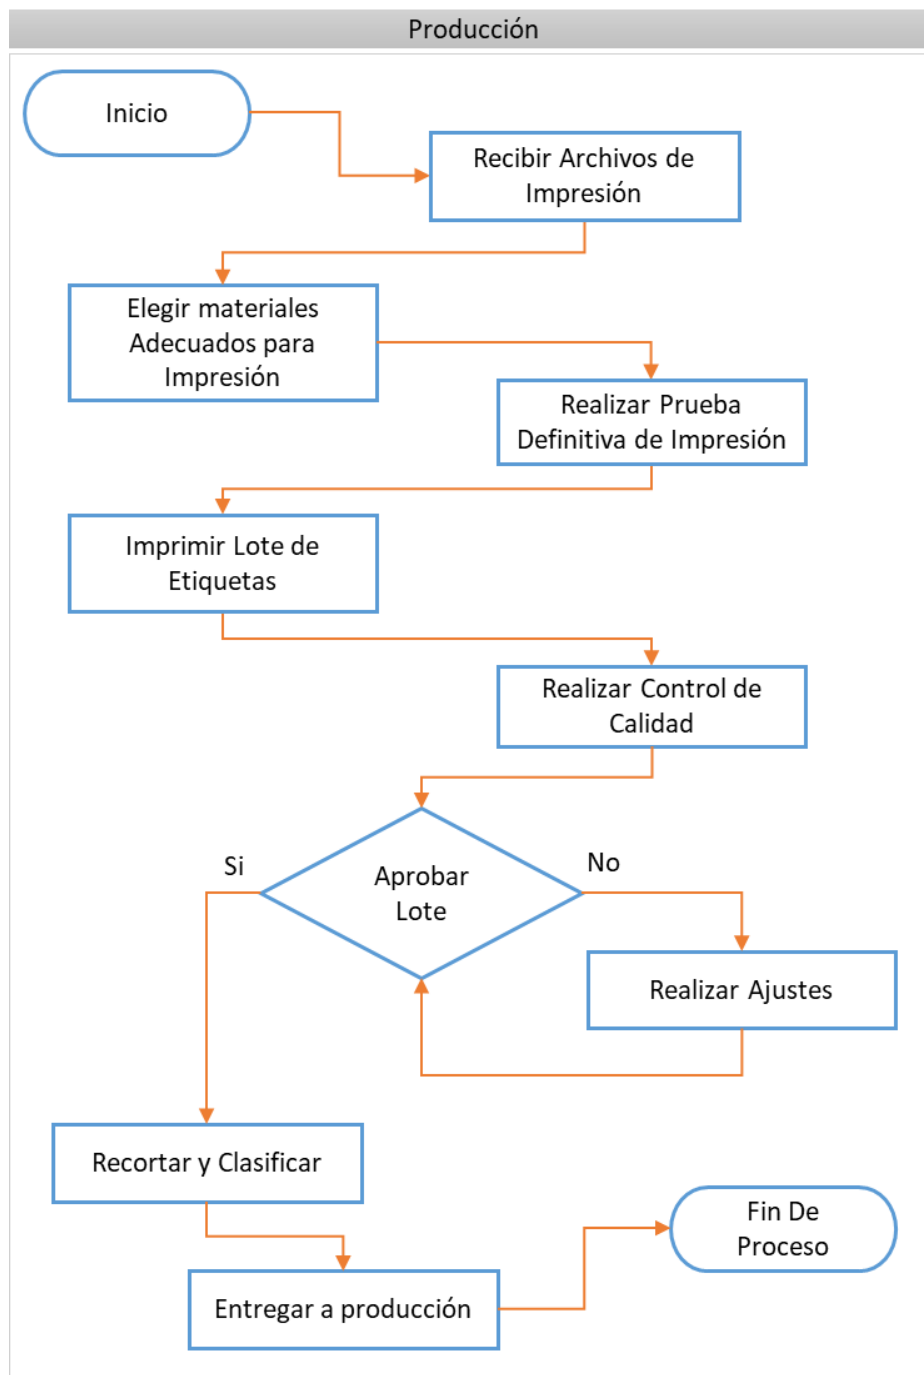 Producción
Inicio
Recibir Archivos de
Impresión
Elegir materiales
Adecuados para
Impresión
Realizar Prueba
Definitiva de Impresión
Imprimir Lote de
Etiquetas
Realizar Control de
Calidad
Si
No
Aprobar
Lote
Realizar Ajustes
Recortar y Clasificar
Fin De
Proceso
Entregar a producción